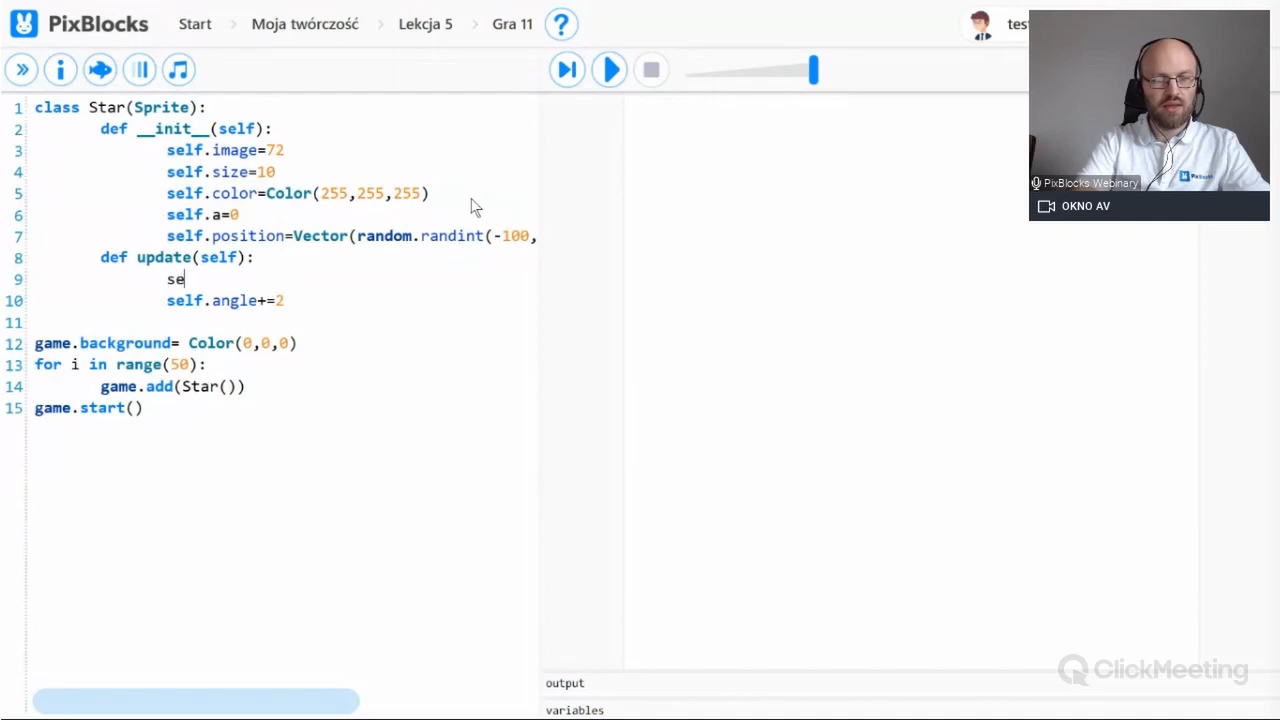 PixBlocks Start Moja twórczość Lekcja 5 Gra 11 ? test
1 class Star(Sprite):
2 def __init__(self):
3 self.image=72
4 self.size=10
5 self.color=Color(255,255,255)
6 self.a=0
7 self.position=Vector(random.randint(-100,
8 def update(self):
9 se
10 self.angle+=2
11
12 game.background= Color(0,0,0)
13 for i in range(50):
14 game.add(Star())
15 game.start()
PixBlocks Webinary
PixBlocks
OKNO AV
ClickMeeting
output
variables